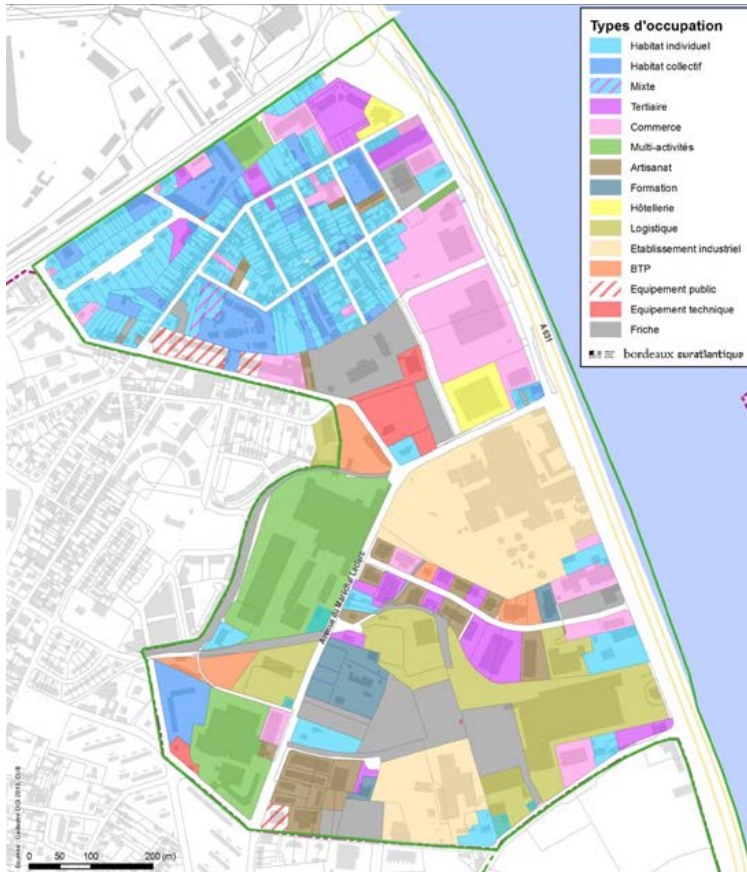 Types d'occupation
Habitat individuel
Habitat collectif
Mixte
Tertiaire
Commerce
Multi-activités
Artisanat
Formation
Hôtellerie
Logistique
Etablissement industriel
BTP
Equipement public
Equipement technique
Friche
bordeaux euratlantique
A 631
Avenue du Maréchal Leclerc
0 50 100 200 (m)